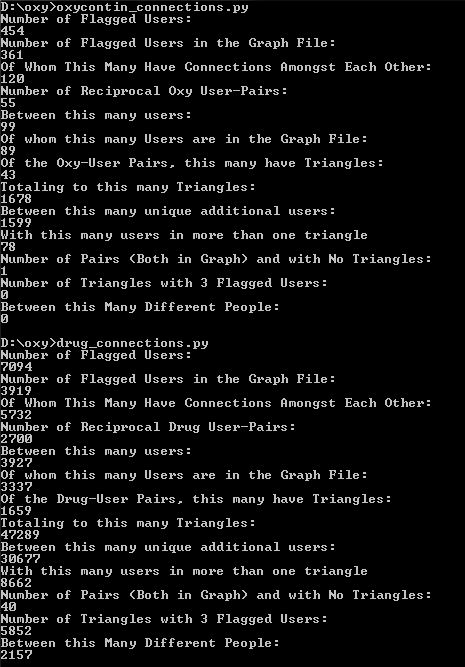 D:\oxy>oxycontin_connections.py
Number of Flagged Users:
454
Number of Flagged Users in the Graph File:
361
Of Whom This Many Have Connections Amongst Each Other:
120
Number of Reciprocal Oxy User-Pairs:
55
Between this many users:
99
Of whom this many Users are in the Graph File:
89
Of the Oxy-User Pairs, this many have Triangles:
43
Totaling to this many Triangles:
1678
Between this many unique additional users:
1599
With this many users in more than one triangle
78
Number of Pairs (Both in Graph) and with No Triangles:
1
Number of Triangles with 3 Flagged Users:
0
Between this Many Different People:
0
D:\oxy>drug_connections.py
Number of Flagged Users:
7094
Number of Flagged Users in the Graph File:
3919
Of Whom This Many Have Connections Amongst Each Other:
5732
Number of Reciprocal Drug User-Pairs:
2700
Between this many users:
3927
Of whom this many Users are in the Graph File:
3337
Of the Drug-User Pairs, this many have Triangles:
1659
Totaling to this many Triangles:
47289
Between this many unique additional users:
30677
With this many users in more than one triangle
8662
Number of Pairs (Both in Graph) and with No Triangles:
40
Number of Triangles with 3 Flagged Users:
5852
Between this Many Different People:
2157